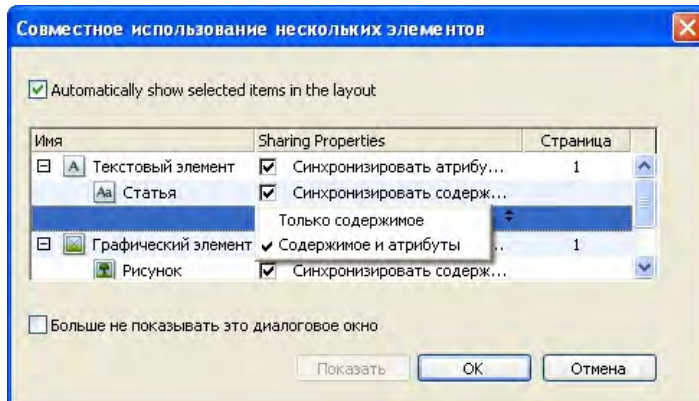 Совместное использование нескольких элементов
Automatically show selected items in the layout
Имя Sharing Properties Страница
A Текстовый элемент Синхронизировать атрибу... 1
Aa Статья Синхронизировать содерж...
Только содержимое
Графический элемент Содержимое и атрибуты .. 1
Рисунок Синхронизировать содерж...
Больше не показывать это диалоговое окно
Показать OK Отмена